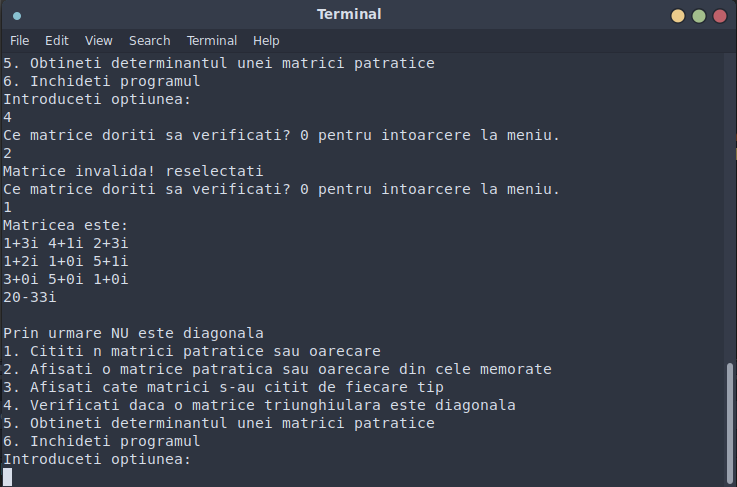 Terminal
File Edit View Search Terminal Help
5. Obtineti determinantul unei matrici patratice
6. Inchideti programul
Introduceti optiunea:
4
Ce matrice doriti sa verificati? 0 pentru intoarcere la meniu.
2
Matrice invalida! reselectati
Ce matrice doriti sa verificati? 0 pentru intoarcere la meniu.
1
Matricea este:
1+3i 4+1i 2+3i
1+2i 1+0i 5+1i
3+0i 5+0i 1+0i
20-33i
Prin urmare NU este diagonala
1. Cititi n matrici patratice sau oarecare
2. Afisati o matrice patratica sau oarecare din cele memorate
3. Afisati cate matrici s-au citit de fiecare tip
4. Verificati daca o matrice triunghiulara este diagonala
5. Obtineti determinantul unei matrici patratice
6. Inchideti programul
Introduceti optiunea: